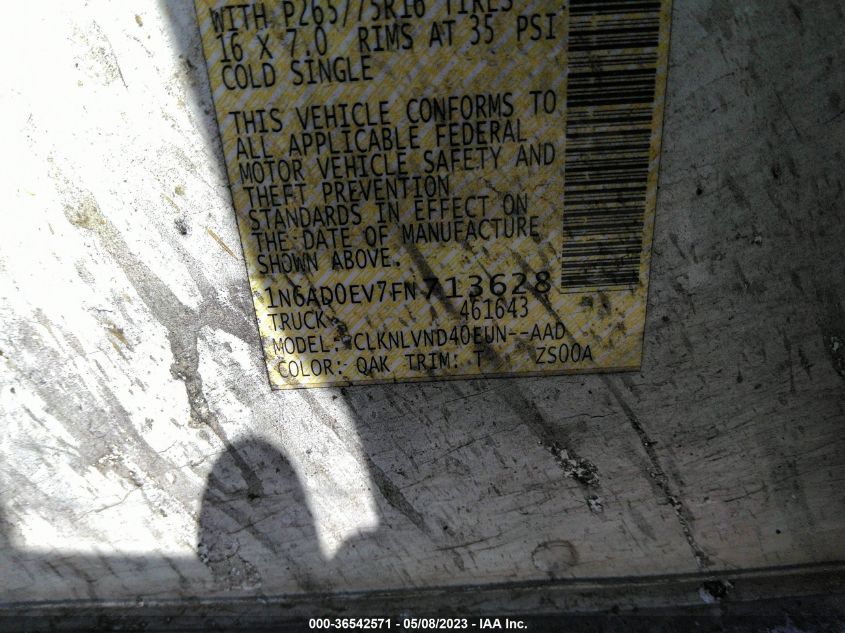 WITH P265/75R16 TIRES
16 X 7.0 RIMS AT 35 PSI
COLD SINGLE
THIS VEHICLE CONFORMS TO
ALL APPLICABLE FEDERAL
MOTOR VEHICLE SAFETY AND
THEFT PREVENTION
STANDARDS IN EFFECT ON
THE DATE OF MANUFACTURE
SHOWN ABOVE.
1N6AD0EV7FN713628
TRUCK 461643
MODEL: CLKNLVND40EUN--AAD
COLOR: QAK TRIM: T ZS00A
000-36542571 - 05/08/2023 - IAA Inc.